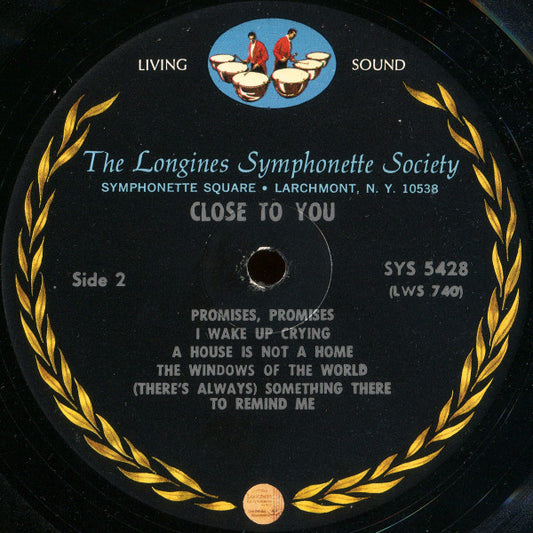 LIVING SOUND
The Longines Symphonette Society
SYMPHONETTE SQUARE • LARCHMONT, N. Y. 10538
CLOSE TO YOU
Side 2
SYS 5428
(LWS 740)
PROMISES, PROMISES
I WAKE UP CRYING
A HOUSE IS NOT A HOME
THE WINDOWS OF THE WORLD
(THERE'S ALWAYS) SOMETHING THERE
TO REMIND ME